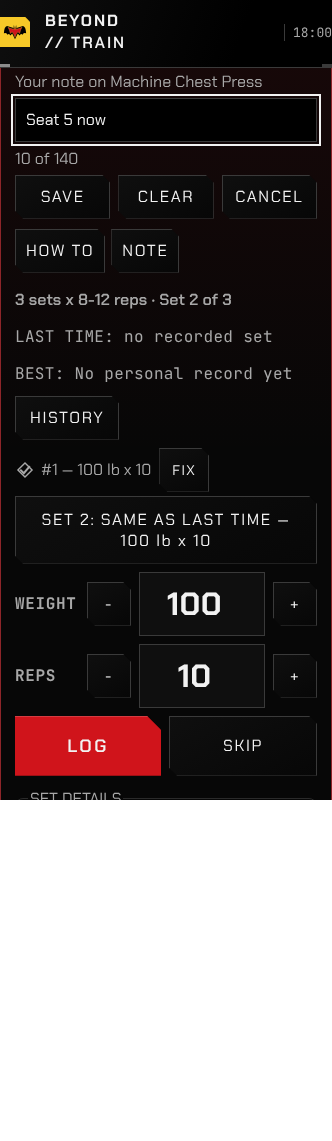 BEYOND
// TRAIN
18:00
Your note on Machine Chest Press
Seat 5 now
10 of 140
SAVE
CLEAR
CANCEL
HOW TO
NOTE
3 sets x 8-12 reps · Set 2 of 3
LAST TIME: no recorded set
BEST: No personal record yet
HISTORY
#1 — 100 lb x 10
FIX
SET 2: SAME AS LAST TIME —
100 lb x 10
WEIGHT - 100 +
REPS - 10 +
LOG
SKIP
SET DETAILS